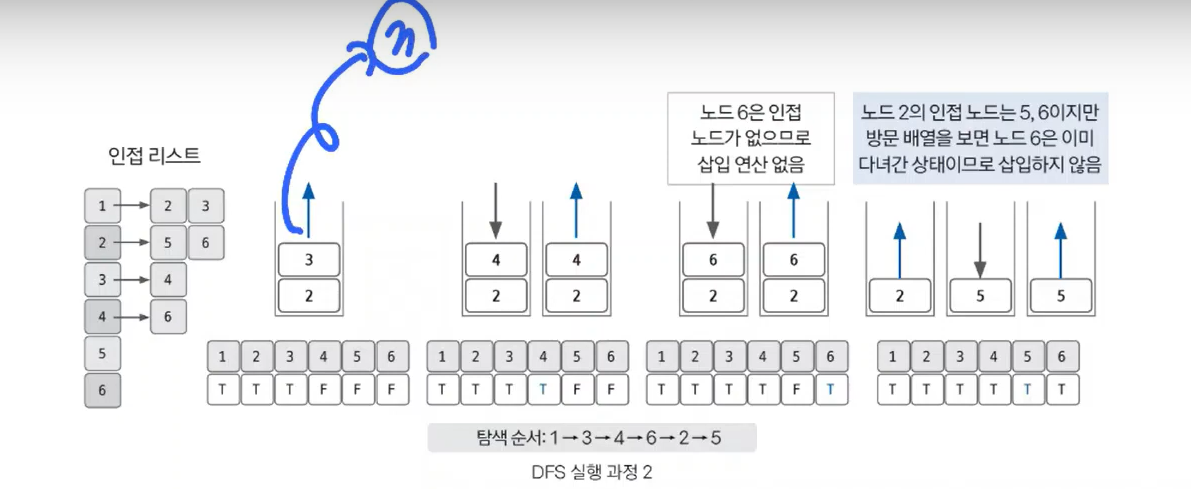 3
노드 6은 인접
노드가 없으므로
삽입 연산 없음
노드 2의 인접 노드는 5, 6이지만
방문 배열을 보면 노드 6은 이미
다녀간 상태이므로 삽입하지 않음
인접 리스트
1 2 3
2 5 6
3 4
4 6
5
6
3
2
4 4
2 2
6 6
2 2
2 5 5
1 2 3 4 5 6
T T T F F F
1 2 3 4 5 6
T T T T F F
1 2 3 4 5 6
T T T T F T
1 2 3 4 5 6
T T T T T T
탐색 순서: 1→3→4→6→2→5
DFS 실행 과정 2